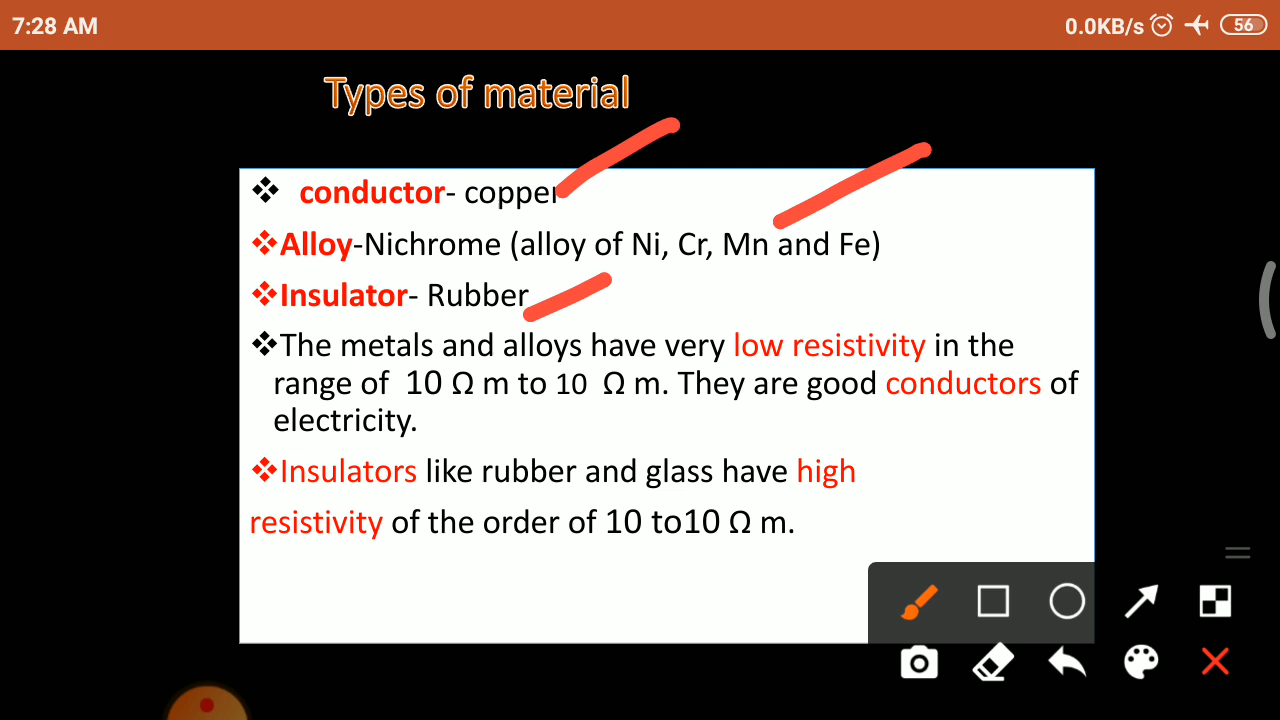 7:28 AM
0.0KB/s 56
Types of material
❖ conductor- copper
❖Alloy-Nichrome (alloy of Ni, Cr, Mn and Fe)
❖Insulator- Rubber
❖The metals and alloys have very low resistivity in the
range of 10 Ω m to 10 Ω m. They are good conductors of
electricity.
❖Insulators like rubber and glass have high
resistivity of the order of 10 to10 Ω m.